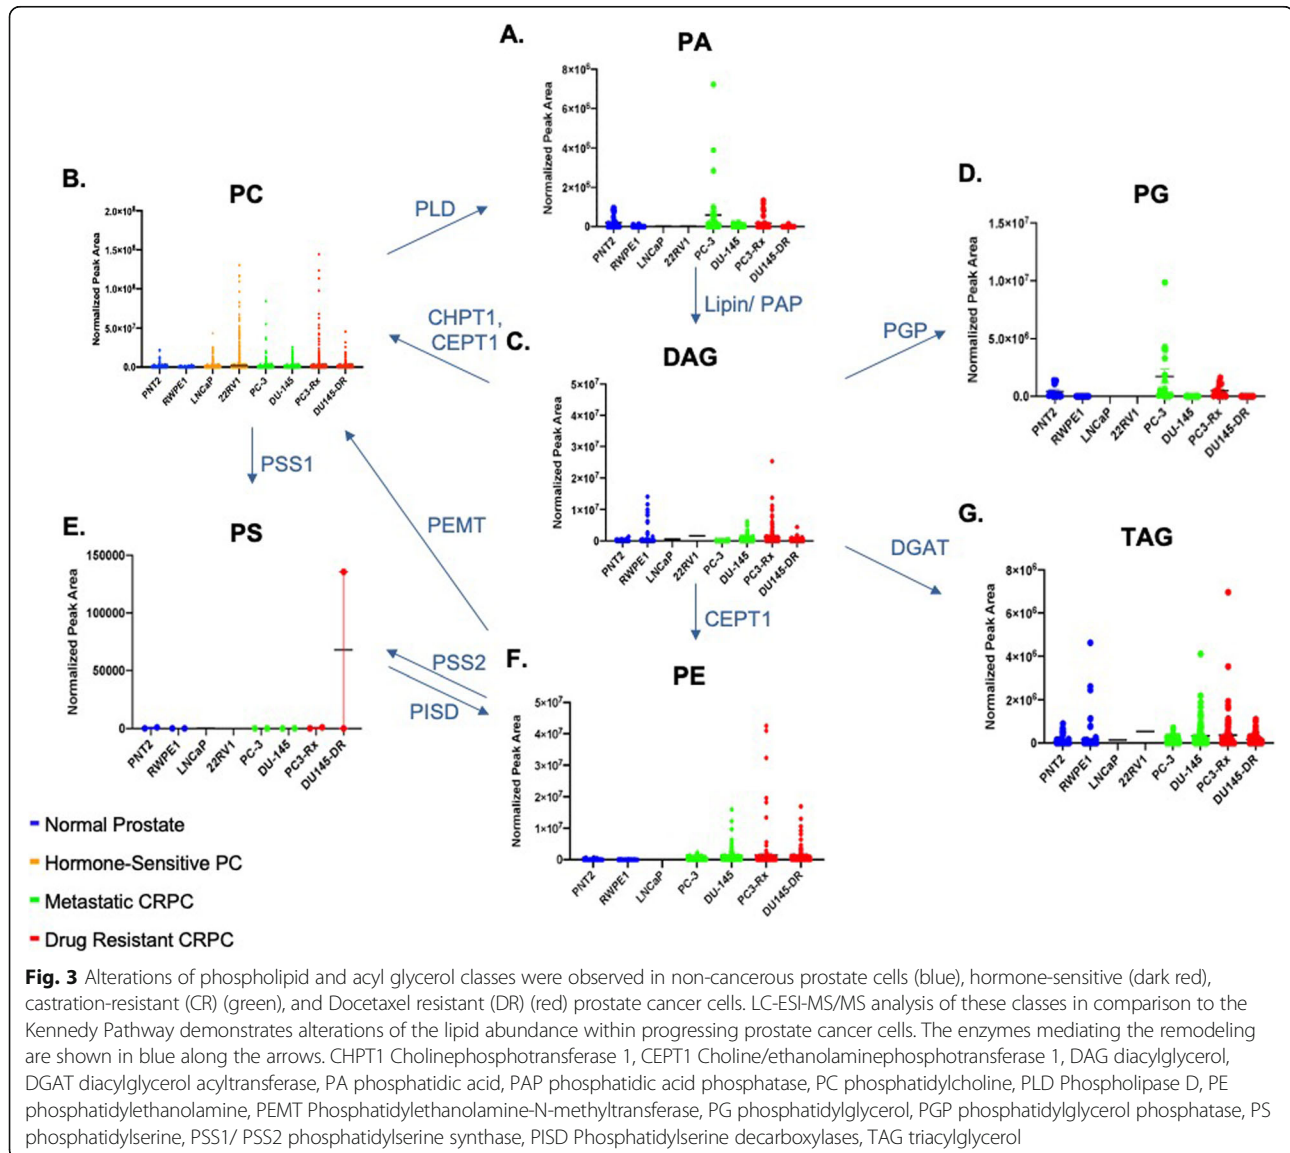 A.
PA
Normalized Peak Area
8×10⁶
6×10⁶
4×10⁶
2×10⁶
0
PNT2
RWPE1
LNCaP
22RV1
PC-3
DU-145
PC3-Rx
DU145-DR
B.
PC
Normalized Peak Area
2.0×10⁸
1.5×10⁸
1.0×10⁸
5.0×10⁷
0.0
PNT2
RWPE1
LNCaP
22RV1
PC-3
DU-145
PC3-Rx
DU145-DR
PLD
CHPT1,
CEPT1
Lipin/ PAP
C.
DAG
Normalized Peak Area
5×10⁷
4×10⁷
3×10⁷
2×10⁷
1×10⁷
0
PNT2
RWPE1
LNCaP
22RV1
PC-3
DU-145
PC3-Rx
DU145-DR
PGP
D.
PG
Normalized Peak Area
1.5×10⁷
1.0×10⁷
5.0×10⁶
0.0
PNT2
RWPE1
LNCaP
22RV1
PC-3
DU-145
PC3-Rx
DU145-DR
PSS1
PEMT
PSS2
PISD
CEPT1
DGAT
E.
PS
Normalized Peak Area
150000
100000
50000
0
PNT2
RWPE1
LNCaP
22RV1
PC-3
DU-145
PC3-Rx
DU145-DR
F.
PE
Normalized Peak Area
5×10⁷
4×10⁷
3×10⁷
2×10⁷
1×10⁷
0
PNT2
RWPE1
LNCaP
PC-3
DU-145
PC3-Rx
DU145-DR
G.
TAG
Normalized Peak Area
8×10⁶
6×10⁶
4×10⁶
2×10⁶
0
PNT2
RWPE1
LNCaP
22RV1
PC-3
DU-145
PC3-Rx
DU145-DR
Normal Prostate
Hormone-Sensitive PC
Metastatic CRPC
Drug Resistant CRPC
Fig. 3 Alterations of phospholipid and acyl glycerol classes were observed in non-cancerous prostate cells (blue), hormone-sensitive (dark red),
castration-resistant (CR) (green), and Docetaxel resistant (DR) (red) prostate cancer cells. LC-ESI-MS/MS analysis of these classes in comparison to the
Kennedy Pathway demonstrates alterations of the lipid abundance within progressing prostate cancer cells. The enzymes mediating the remodeling
are shown in blue along the arrows. CHPT1 Cholinephosphotransferase 1, CEPT1 Choline/ethanolaminephosphotransferase 1, DAG diacylglycerol,
DGAT diacylglycerol acyltransferase, PA phosphatidic acid, PAP phosphatidic acid phosphatase, PC phosphatidylcholine, PLD Phospholipase D, PE
phosphatidylethanolamine, PEMT Phosphatidylethanolamine-N-methyltransferase, PG phosphatidylglycerol, PGP phosphatidylglycerol phosphatase, PS
phosphatidylserine, PSS1/ PSS2 phosphatidylserine synthase, PISD Phosphatidylserine decarboxylases, TAG triacylglycerol